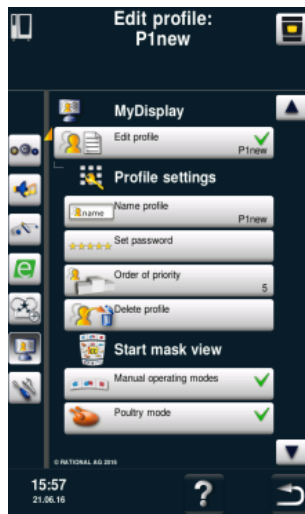 Edit profile:
P1new
MyDisplay
Edit profile
P1new
Profile settings
name
Name profile
P1new
Set password
Order of priority
5
Delete profile
Start mask view
Manual operating modes
Poultry mode
© RATIONAL AG 2015
15:57
21.06.16
?